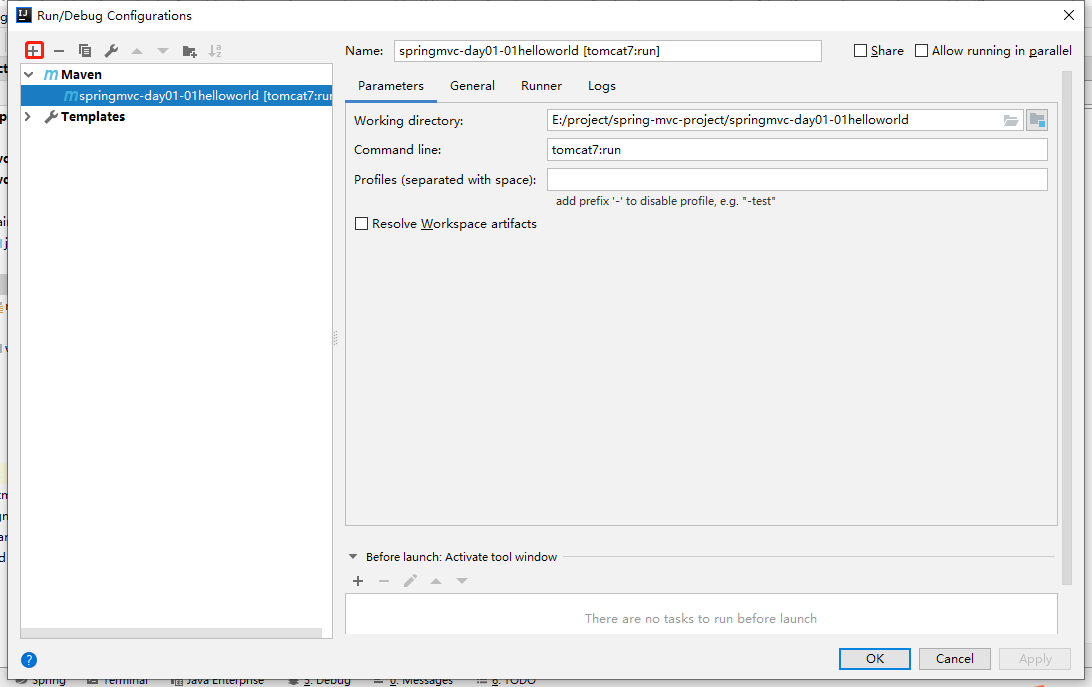 Run/Debug Configurations
Name: springmvc-day01-01helloworld [tomcat7:run] Share Allow running in parallel
Maven
springmvc-day01-01helloworld [tomcat7:run
Templates
Parameters General Runner Logs
Working directory: E:/project/spring-mvc-project/springmvc-day01-01helloworld
Command line: tomcat7:run
Profiles (separated with space):
add prefix '-' to disable profile, e.g. "-test"
Resolve Workspace artifacts
Before launch: Activate tool window
There are no tasks to run before launch
? OK Cancel Apply
Spring Terminal Java Enterprise 5: Debug 0: Messages 6: TODO